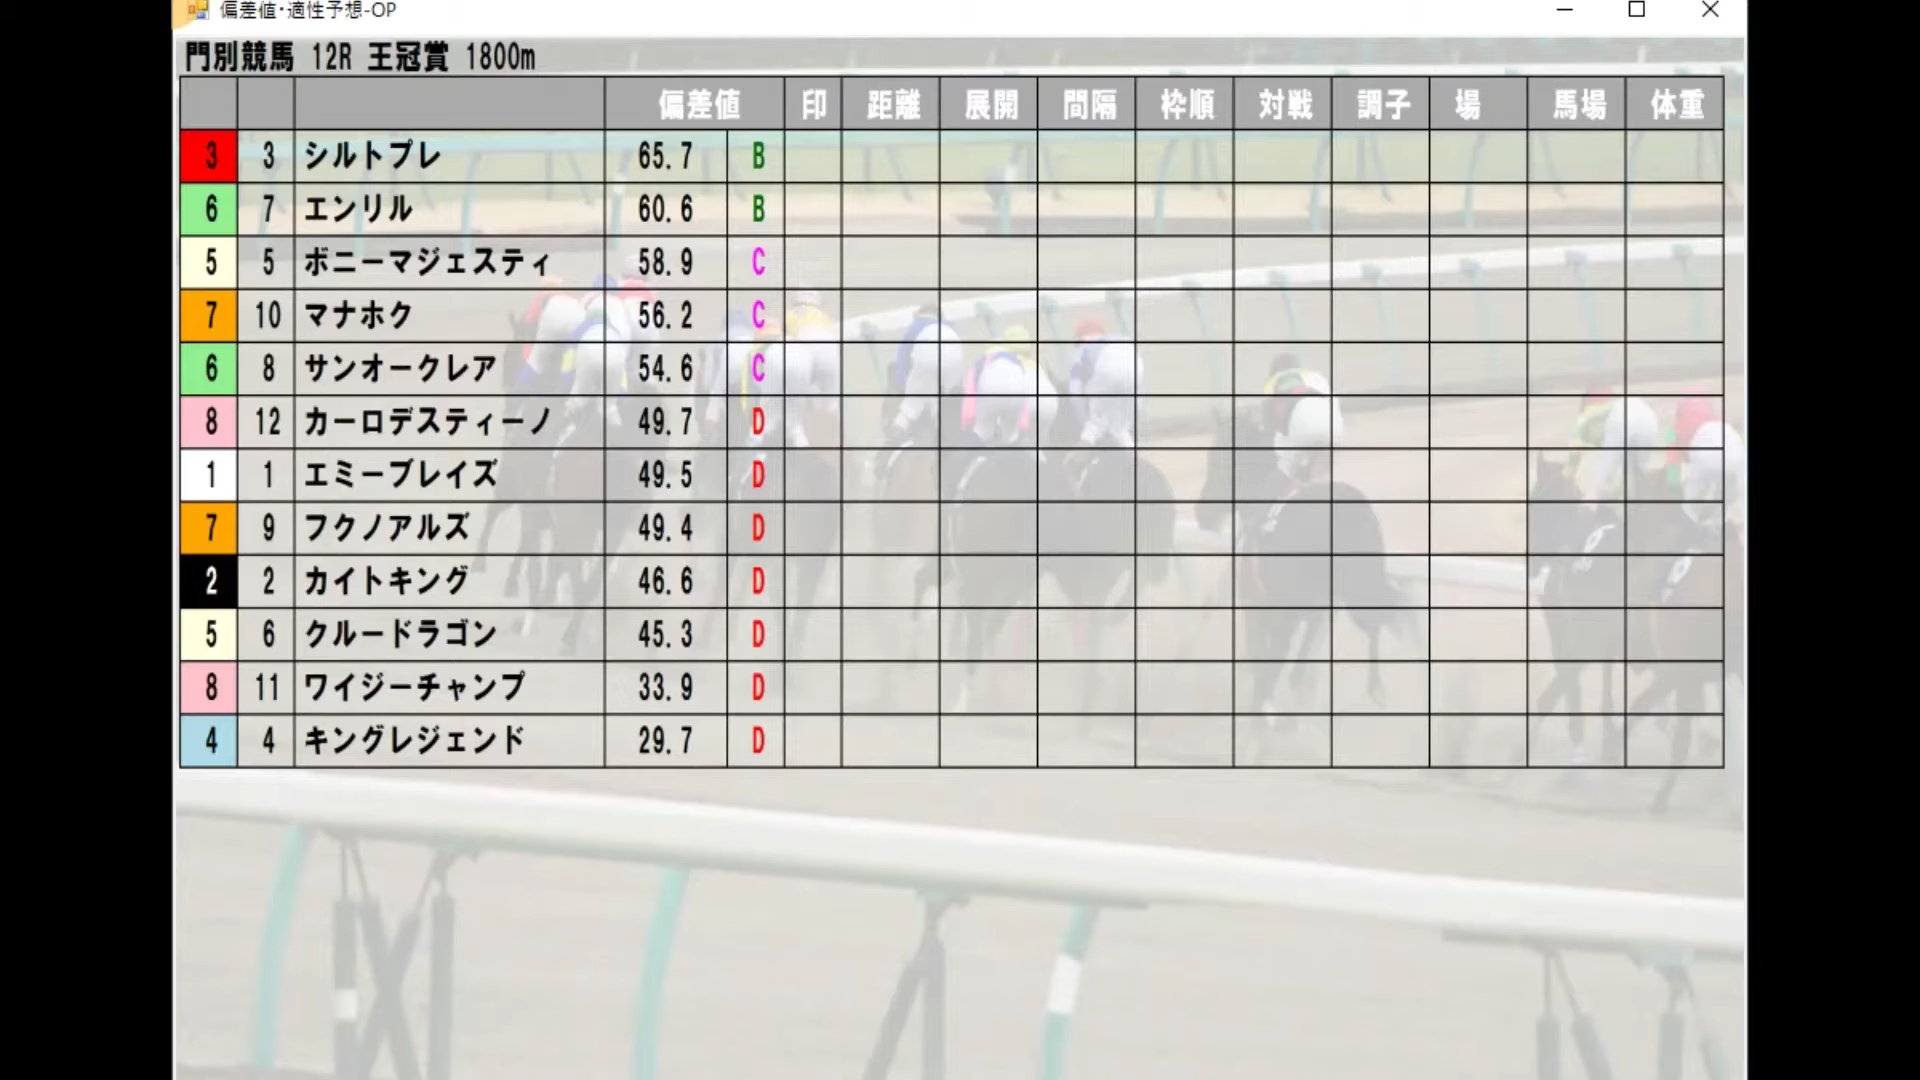 偏差値・適性予想-OP
門別競馬 12R 王冠賞 1800m
偏差値 印 距離 展開 間隔 枠順 対戦 調子 場 馬場 体重
3 3 シルトプレ 65.7 B
6 7 エンリル 60.6 B
5 5 ボニーマジェスティ 58.9 C
7 10 マナホク 56.2 C
6 8 サンオークレア 54.6 C
8 12 カーロデスティーノ 49.7 D
1 1 エミーブレイズ 49.5 D
7 9 フクノアルズ 49.4 D
2 2 カイトキング 46.6 D
5 6 クルードラゴン 45.3 D
8 11 ワイジーチャンプ 33.9 D
4 4 キングレジェンド 29.7 D